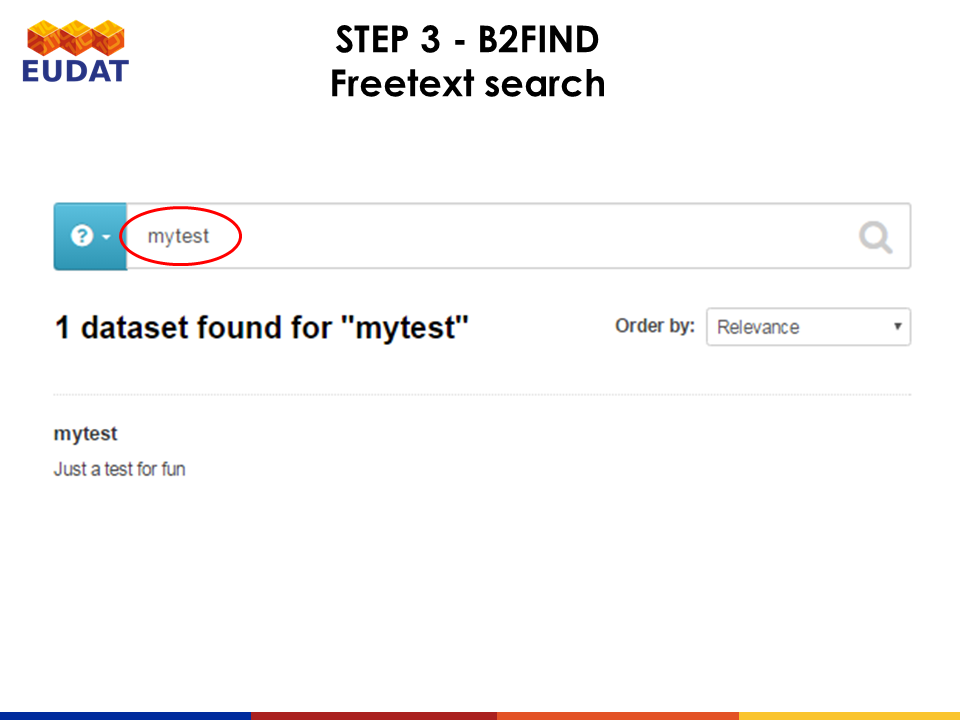 STEP 3 - B2FIND
Freetext search
EUDAT
? mytest
1 dataset found for "mytest"
Order by: Relevance
mytest
Just a test for fun